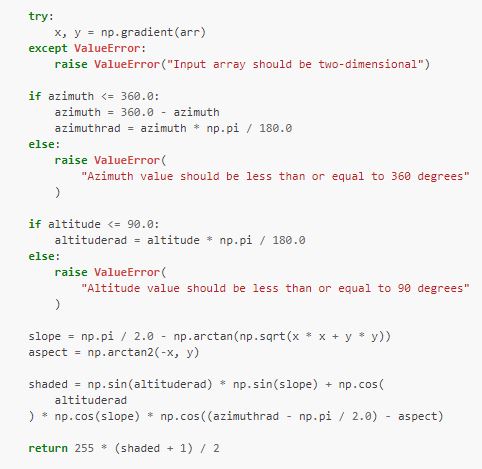 try:
    x, y = np.gradient(arr)
except ValueError:
    raise ValueError("Input array should be two-dimensional")

if azimuth <= 360.0:
    azimuth = 360.0 - azimuth
    azimuthrad = azimuth * np.pi / 180.0
else:
    raise ValueError(
        "Azimuth value should be less than or equal to 360 degrees"
    )

if altitude <= 90.0:
    altituderad = altitude * np.pi / 180.0
else:
    raise ValueError(
        "Altitude value should be less than or equal to 90 degrees"
    )

slope = np.pi / 2.0 - np.arctan(np.sqrt(x * x + y * y))
aspect = np.arctan2(-x, y)

shaded = np.sin(altituderad) * np.sin(slope) + np.cos(
    altituderad
) * np.cos(slope) * np.cos((azimuthrad - np.pi / 2.0) - aspect)

return 255 * (shaded + 1) / 2